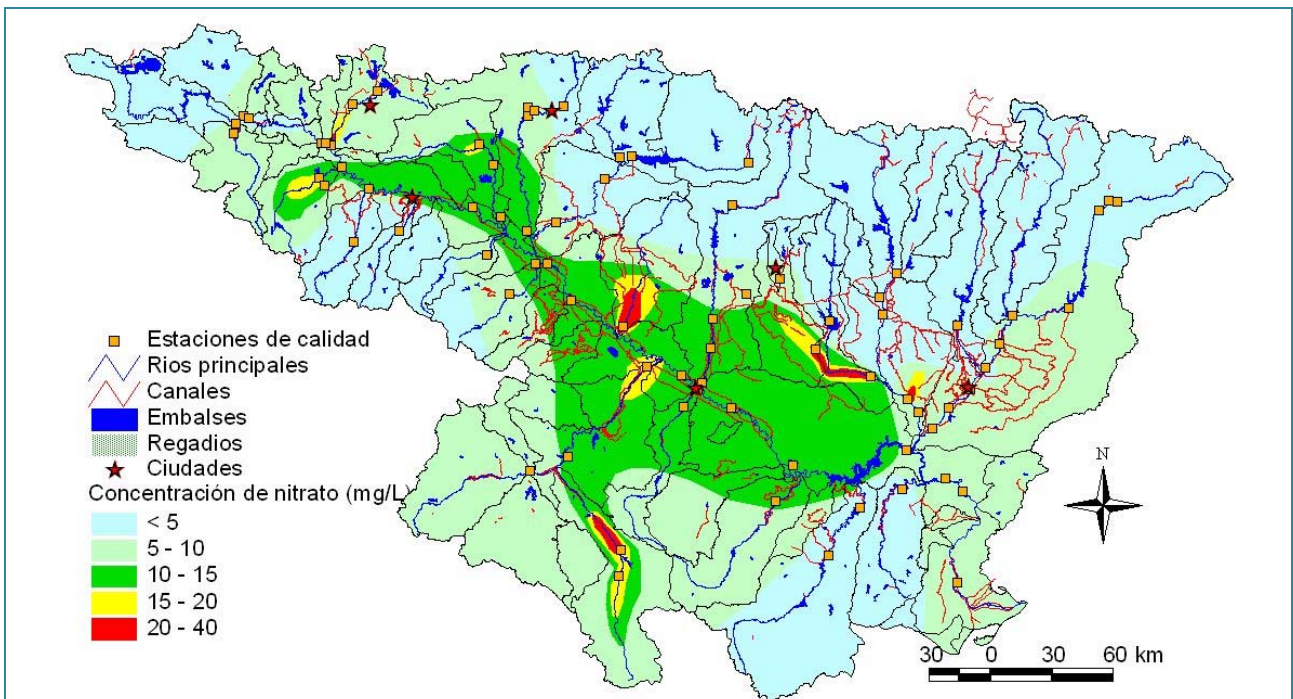 Estaciones de calidad
Rios principales
Canales
Embalses
Regadios
Ciudades
Concentración de nitrato (mg/L
< 5
5 - 10
10 - 15
15 - 20
20 - 40
N
30 0 30 60 km